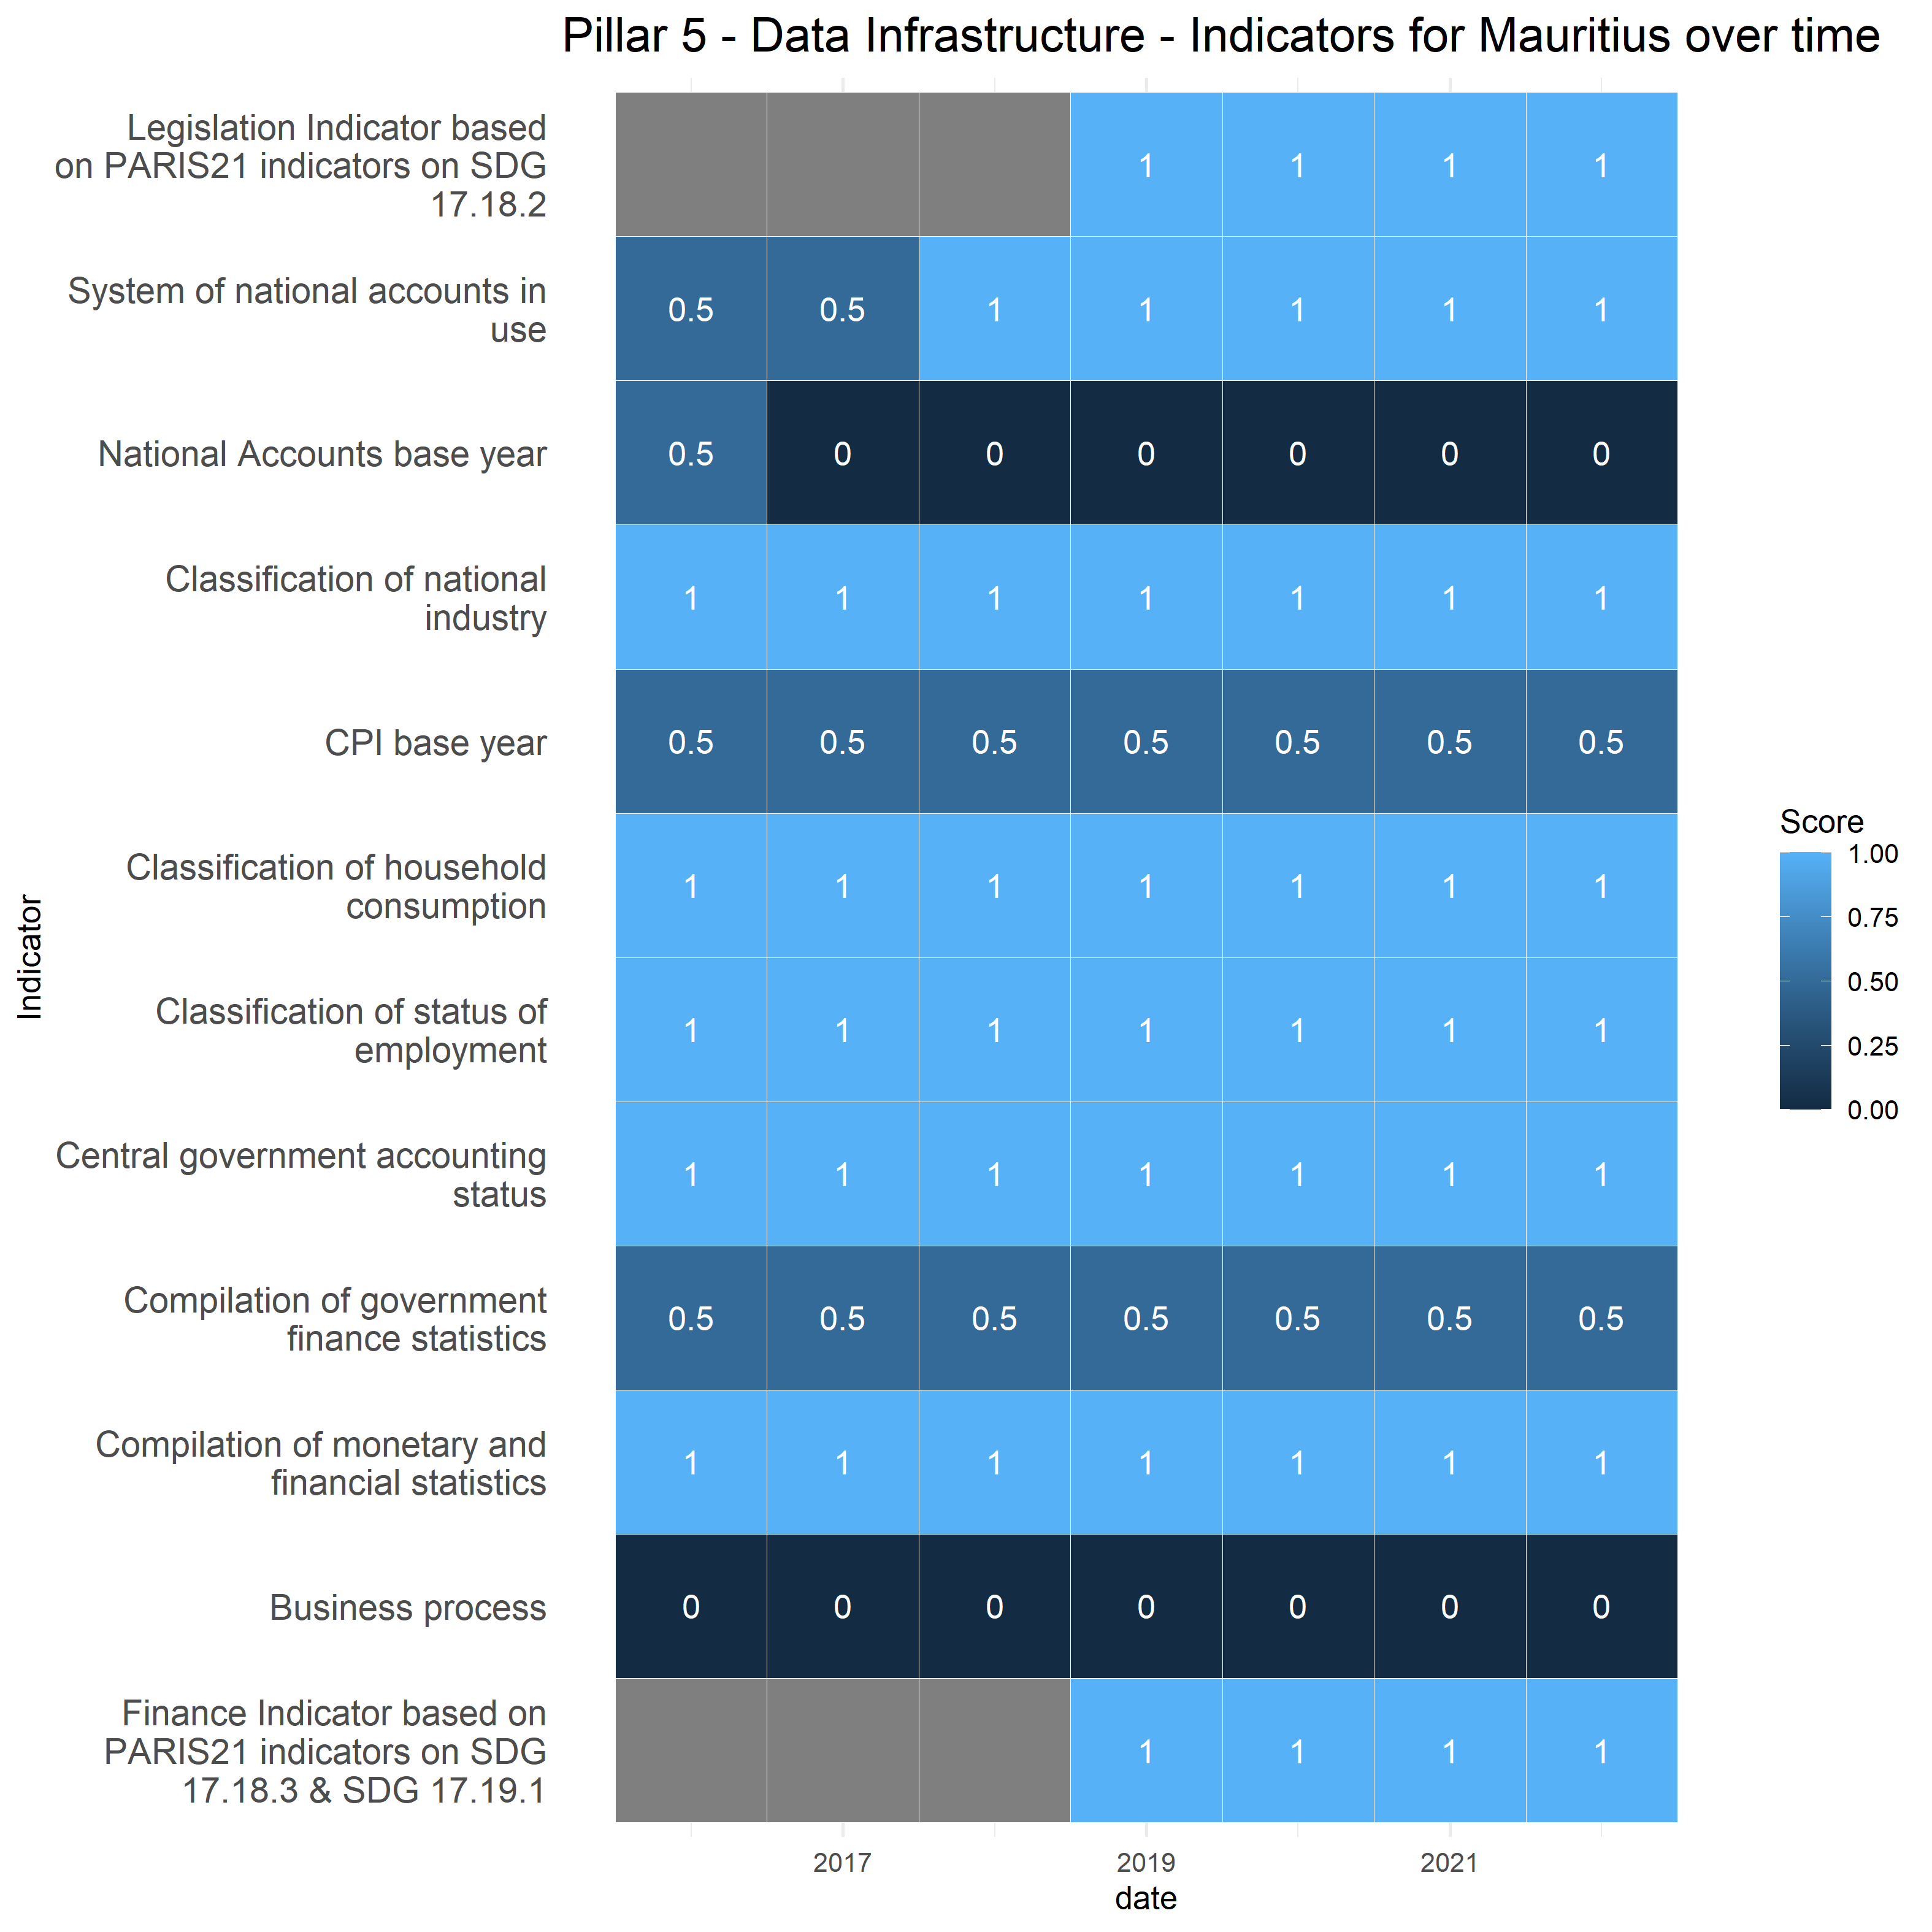 Pillar 5 - Data Infrastructure - Indicators for Mauritius over time
Indicator
Legislation Indicator based
on PARIS21 indicators on SDG
17.18.2
1 1 1 1
System of national accounts in
use
0.5 0.5 1 1 1 1 1
National Accounts base year
0.5 0 0 0 0 0 0
Classification of national
industry
1 1 1 1 1 1 1
CPI base year
0.5 0.5 0.5 0.5 0.5 0.5 0.5
Classification of household
consumption
1 1 1 1 1 1 1
Classification of status of
employment
1 1 1 1 1 1 1
Central government accounting
status
1 1 1 1 1 1 1
Compilation of government
finance statistics
0.5 0.5 0.5 0.5 0.5 0.5 0.5
Compilation of monetary and
financial statistics
1 1 1 1 1 1 1
Business process
0 0 0 0 0 0 0
Finance Indicator based on
PARIS21 indicators on SDG
17.18.3 & SDG 17.19.1
1 1 1 1
2017 2019 2021
date
Score
1.00
0.75
0.50
0.25
0.00